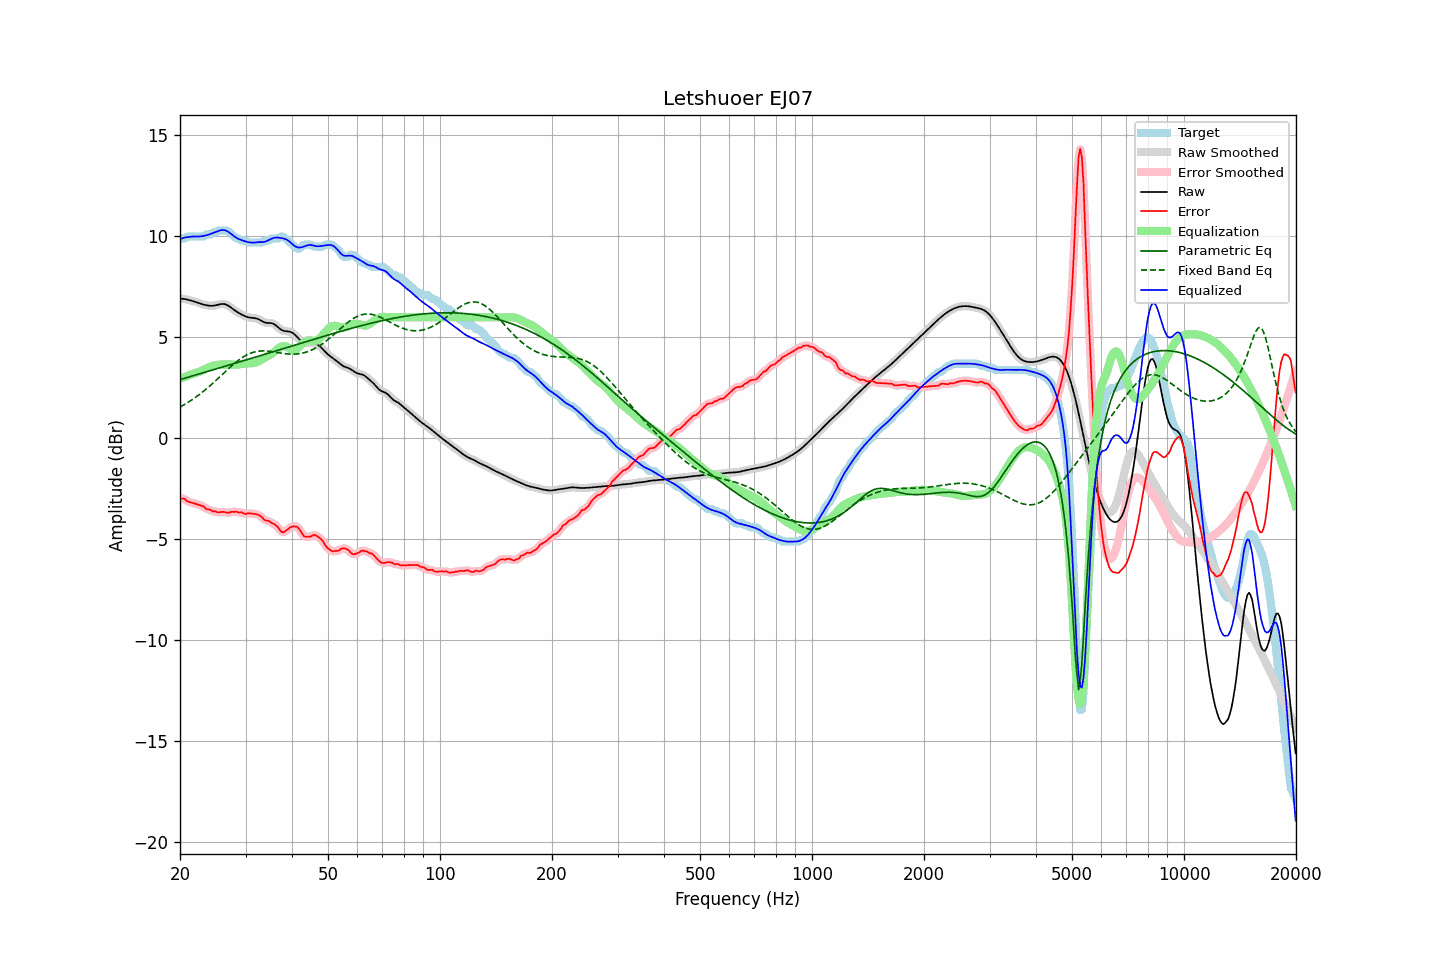 Letshuoer EJ07
Amplitude (dBr)
15
10
5
0
−5
−10
−15
−20
20
50
100
200
500
1000
2000
5000
10000
20000
Frequency (Hz)
Target
Raw Smoothed
Error Smoothed
Raw
Error
Equalization
Parametric Eq
Fixed Band Eq
Equalized